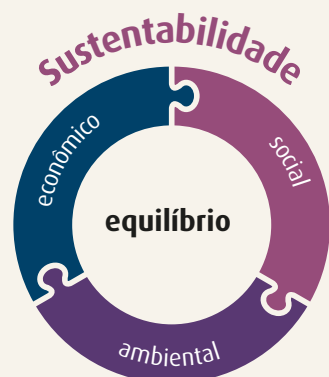 Sustentabilidade
econômico
social
equilíbrio
ambiental